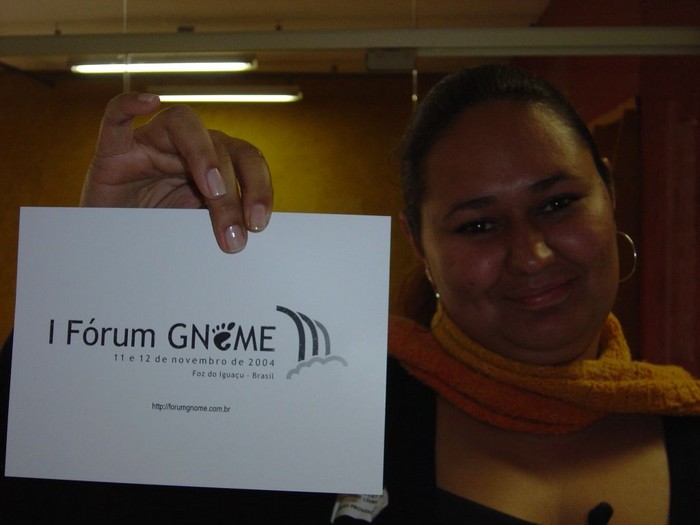 I Fórum GNOME
11 e 12 de novembro de 2004
Foz do Iguaçu - Brasil
http://forumgnome.com.br